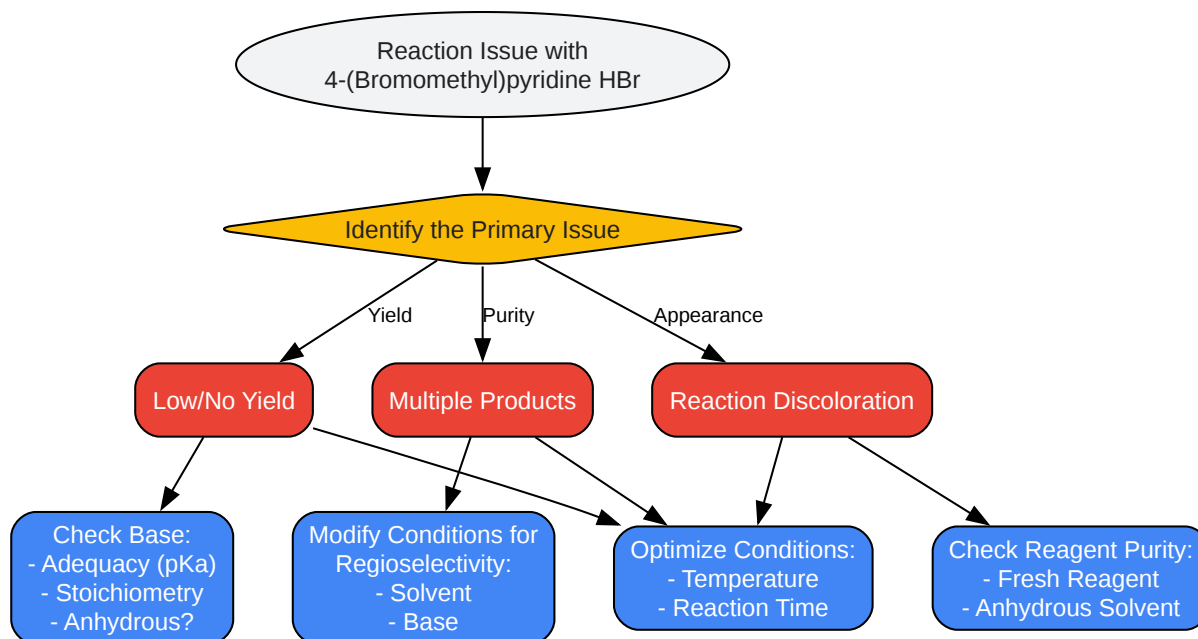 Reaction Issue with
4-(Bromomethyl)pyridine HBr
Identify the Primary Issue
Yield
Purity
Appearance
Low/No Yield
Multiple Products
Reaction Discoloration
Check Base:
- Adequacy (pKa)
- Stoichiometry
- Anhydrous?
Modify Conditions for
Regioselectivity:
- Solvent
- Base
Optimize Conditions:
- Temperature
- Reaction Time
Check Reagent Purity:
- Fresh Reagent
- Anhydrous Solvent